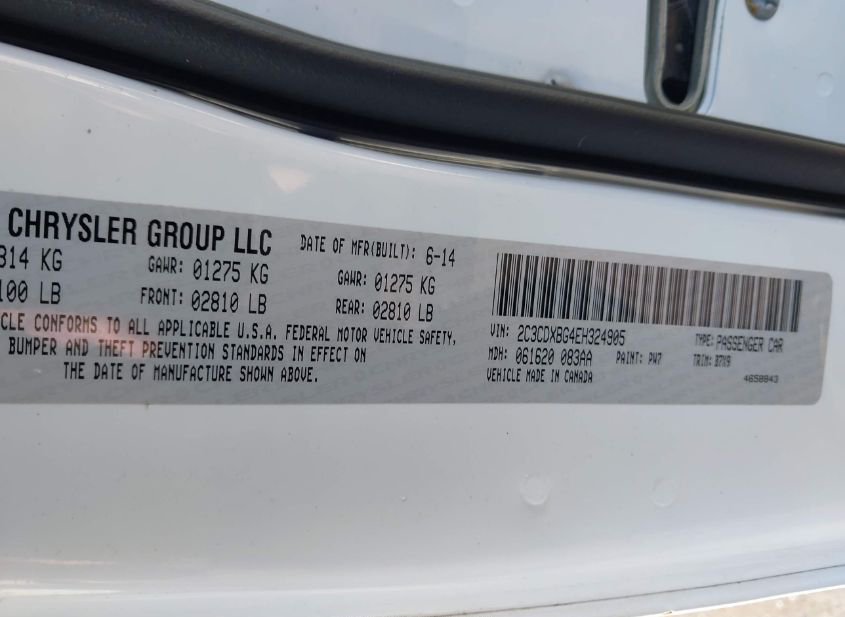 CHRYSLER GROUP LLC
DATE OF MFR(BUILT): 6-14
314 KG GAWR: 01275 KG GAWR: 01275 KG
100 LB FRONT: 02810 LB REAR: 02810 LB
CLE CONFORMS TO ALL APPLICABLE U.S.A. FEDERAL MOTOR VEHICLE SAFETY,
BUMPER AND THEFT PREVENTION STANDARDS IN EFFECT ON
THE DATE OF MANUFACTURE SHOWN ABOVE.
VIN: 2C3CDXBG4EH324905 TYPE: PASSENGER CAR
MDH: 061620 083AA PAINT: PW7 TRIM: B7X9
VEHICLE MADE IN CANADA 4658843